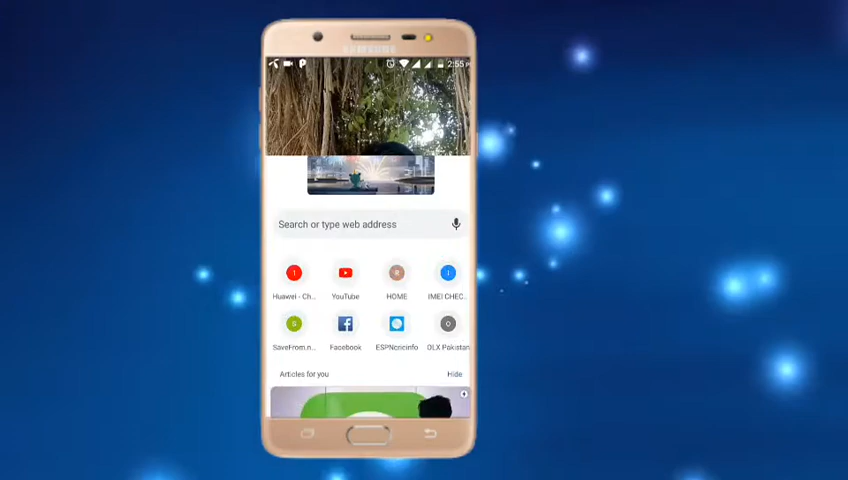 SAMSUNG
2:55 P
Search or type web address
1
R
I
Huawei - Ch...
YouTube
HOME
IMEI CHEC..
S
O
SaveFrom.n...
Facebook
ESPNcricinfo
OLX Pakistan
Articles for you
Hide